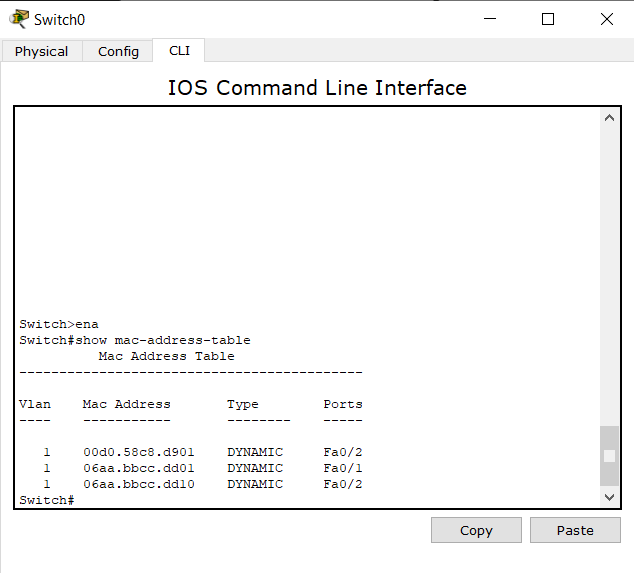 Switch0
Physical Config CLI
IOS Command Line Interface
Switch>ena
Switch#show mac-address-table
Mac Address Table
-------------------------------------------
Vlan    Mac Address       Type        Ports
----    -----------       --------    -----
1    00d0.58c8.d901    DYNAMIC     Fa0/2
1    06aa.bbcc.dd01    DYNAMIC     Fa0/1
1    06aa.bbcc.dd10    DYNAMIC     Fa0/2
Switch#
Copy Paste